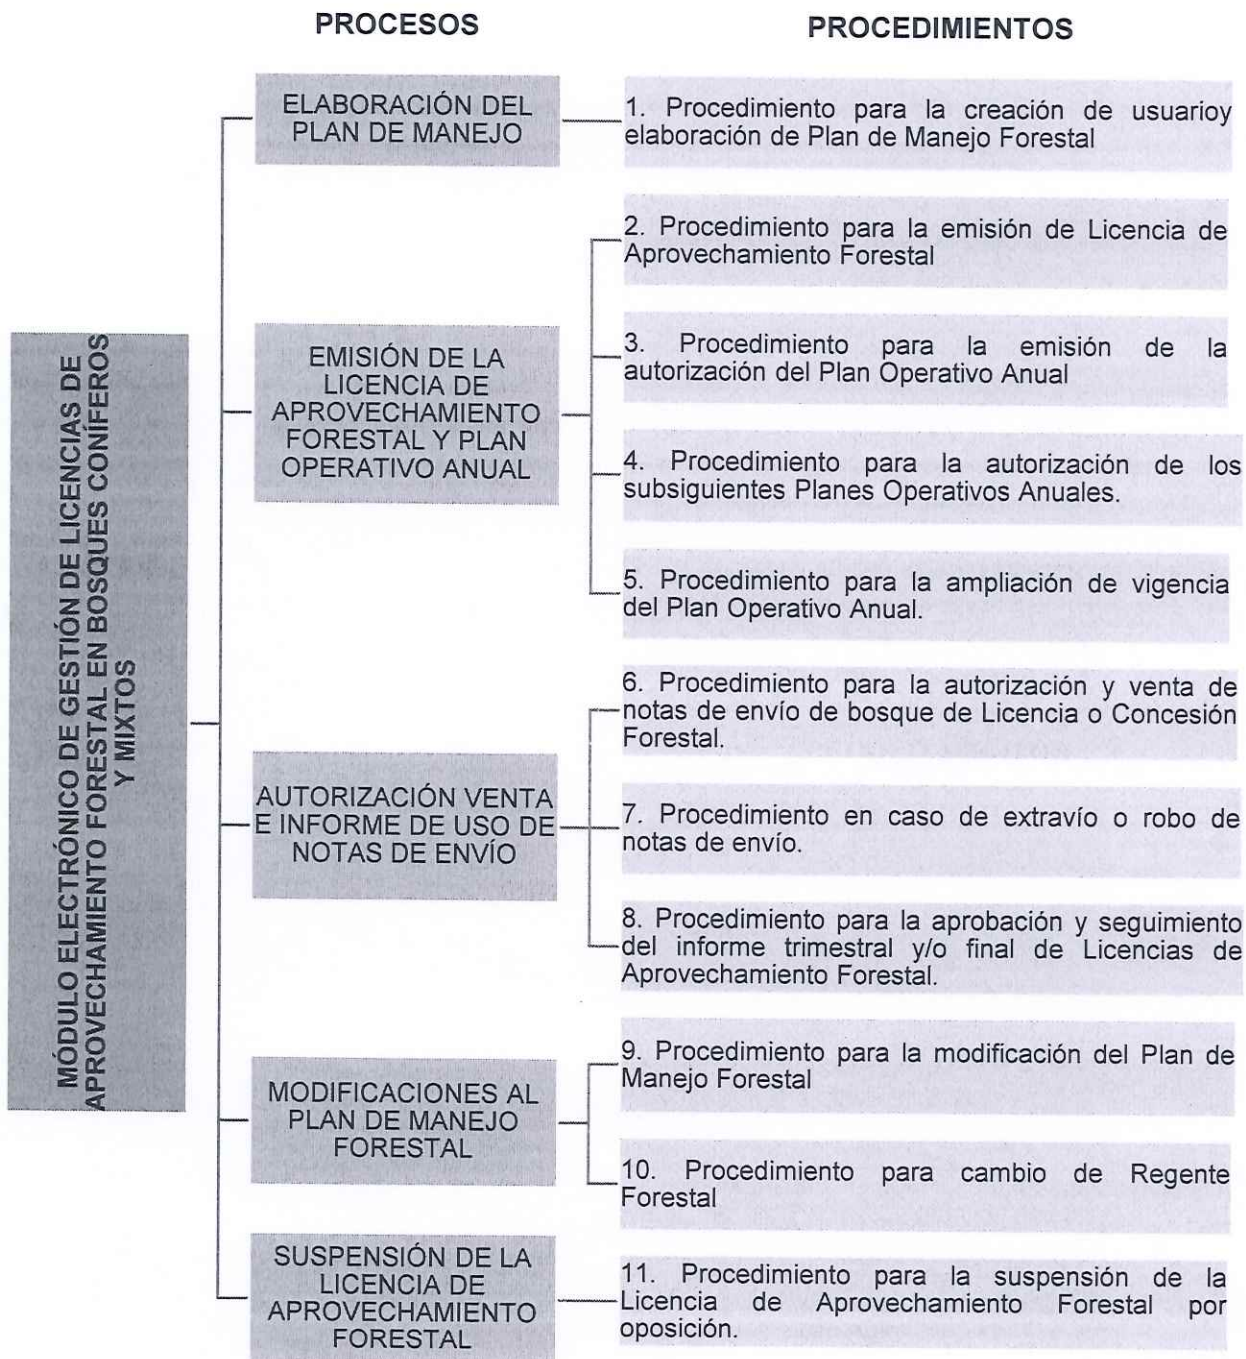 PROCESOS
PROCEDIMIENTOS
MÓDULO ELECTRÓNICO DE GESTIÓN DE LICENCIAS DE
APROVECHAMIENTO FORESTAL EN BOSQUES CONÍFEROS
Y MIXTOS
ELABORACIÓN DEL
PLAN DE MANEJO
1. Procedimiento para la creación de usuarioy
elaboración de Plan de Manejo Forestal
EMISIÓN DE LA
LICENCIA DE
APROVECHAMIENTO
FORESTAL Y PLAN
OPERATIVO ANUAL
2. Procedimiento para la emisión de Licencia de
Aprovechamiento Forestal
3. Procedimiento para la emisión de la
autorización del Plan Operativo Anual
4. Procedimiento para la autorización de los
subsiguientes Planes Operativos Anuales.
5. Procedimiento para la ampliación de vigencia
del Plan Operativo Anual.
AUTORIZACIÓN VENTA
E INFORME DE USO DE
NOTAS DE ENVÍO
6. Procedimiento para la autorización y venta de
notas de envío de bosque de Licencia o Concesión
Forestal.
7. Procedimiento en caso de extravío o robo de
notas de envío.
8. Procedimiento para la aprobación y seguimiento
del informe trimestral y/o final de Licencias de
Aprovechamiento Forestal.
MODIFICACIONES AL
PLAN DE MANEJO
FORESTAL
9. Procedimiento para la modificación del Plan de
Manejo Forestal
10. Procedimiento para cambio de Regente
Forestal
SUSPENSIÓN DE LA
LICENCIA DE
APROVECHAMIENTO
FORESTAL
11. Procedimiento para la suspensión de la
Licencia de Aprovechamiento Forestal por
oposición.